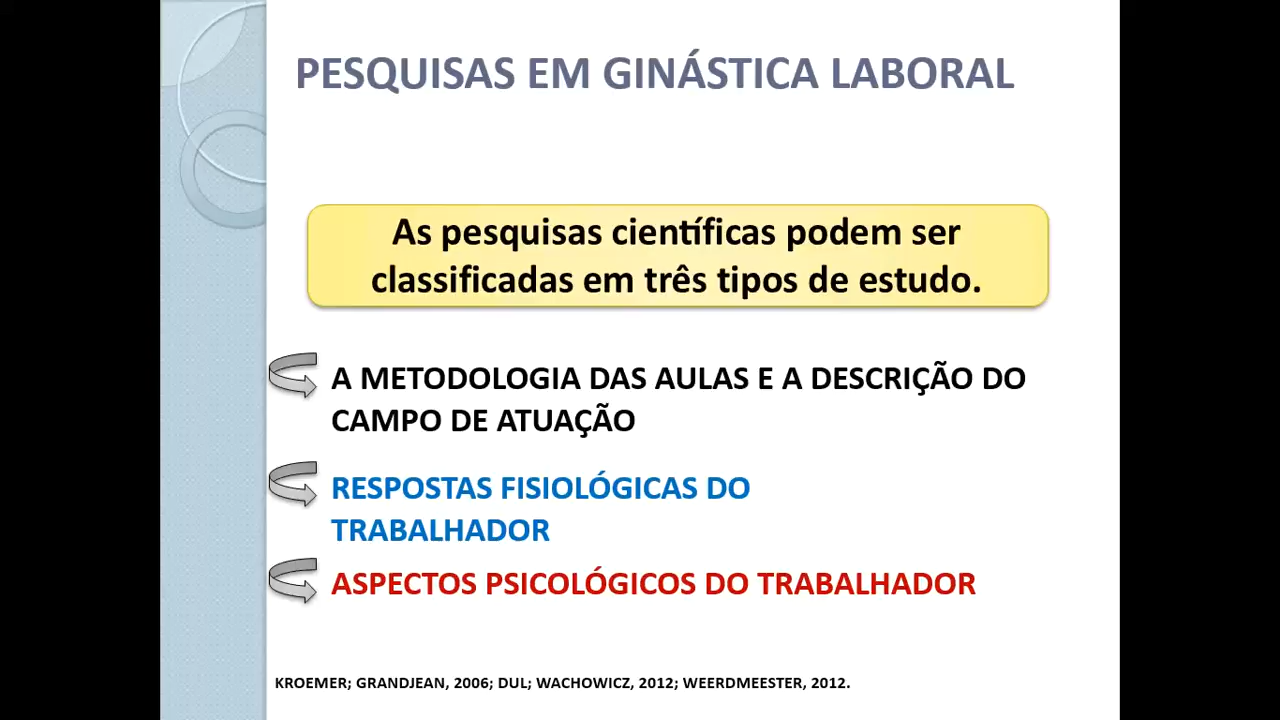 PESQUISAS EM GINÁSTICA LABORAL
As pesquisas científicas podem ser
classificadas em três tipos de estudo.
A METODOLOGIA DAS AULAS E A DESCRIÇÃO DO
CAMPO DE ATUAÇÃO
RESPOSTAS FISIOLÓGICAS DO
TRABALHADOR
ASPECTOS PSICOLÓGICOS DO TRABALHADOR
KROEMER; GRANDJEAN, 2006; DUL; WACHOWICZ, 2012; WEERDMEESTER, 2012.